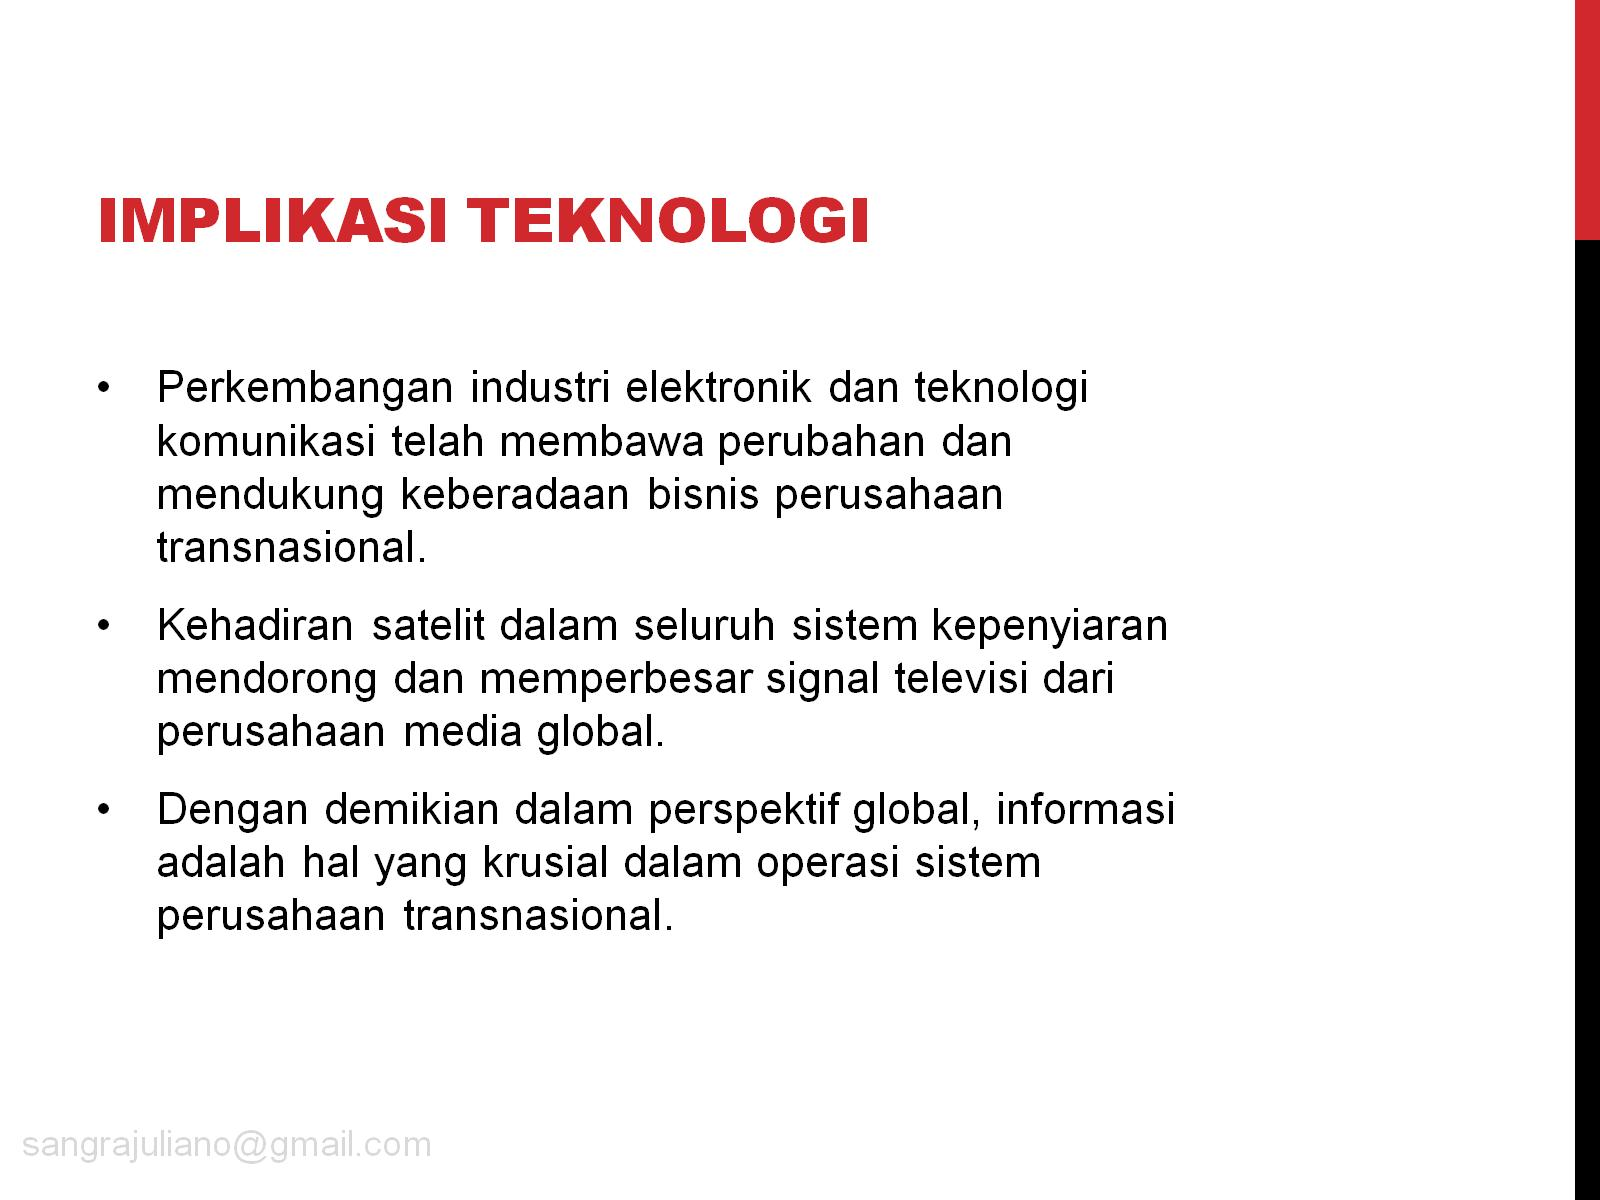 IMPLIKASI TEKNOLOGI
• Perkembangan industri elektronik dan teknologi
komunikasi telah membawa perubahan dan
mendukung keberadaan bisnis perusahaan
transnasional.
• Kehadiran satelit dalam seluruh sistem kepenyiaran
mendorong dan memperbesar signal televisi dari
perusahaan media global.
• Dengan demikian dalam perspektif global, informasi
adalah hal yang krusial dalam operasi sistem
perusahaan transnasional.
sangrajuliano@gmail.com